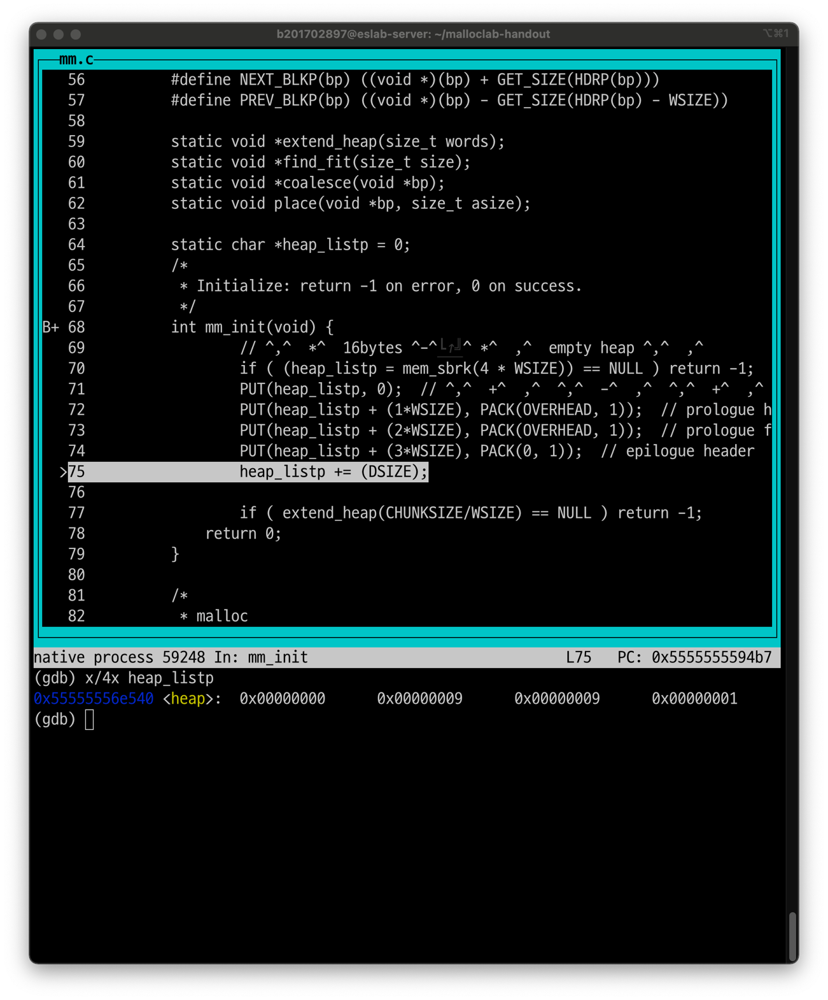 b201702897@eslab-server: ~/malloclab-handout ⌥⌘1
mm.c
56 #define NEXT_BLKP(bp) ((void *)(bp) + GET_SIZE(HDRP(bp)))
57 #define PREV_BLKP(bp) ((void *)(bp) - GET_SIZE(HDRP(bp) - WSIZE))
58
59 static void *extend_heap(size_t words);
60 static void *find_fit(size_t size);
61 static void *coalesce(void *bp);
62 static void place(void *bp, size_t asize);
63
64 static char *heap_listp = 0;
65 /*
66 * Initialize: return -1 on error, 0 on success.
67 */
B+ 68 int mm_init(void) {
69 // ^,^ *^ 16bytes ^-^ ^ *^ ,^ empty heap ^,^ ,^
70 if ( (heap_listp = mem_sbrk(4 * WSIZE)) == NULL ) return -1;
71 PUT(heap_listp, 0); // ^,^ +^ ,^ ^,^ -^ ,^ ^,^ +^ ,^
72 PUT(heap_listp + (1*WSIZE), PACK(OVERHEAD, 1)); // prologue h
73 PUT(heap_listp + (2*WSIZE), PACK(OVERHEAD, 1)); // prologue f
74 PUT(heap_listp + (3*WSIZE), PACK(0, 1)); // epilogue header
>75 heap_listp += (DSIZE);
76
77 if ( extend_heap(CHUNKSIZE/WSIZE) == NULL ) return -1;
78 return 0;
79 }
80
81 /*
82 * malloc
native process 59248 In: mm_init L75 PC: 0x5555555594b7
(gdb) x/4x heap_listp
0x55555556e540 <heap>: 0x00000000 0x00000009 0x00000009 0x00000001
(gdb)